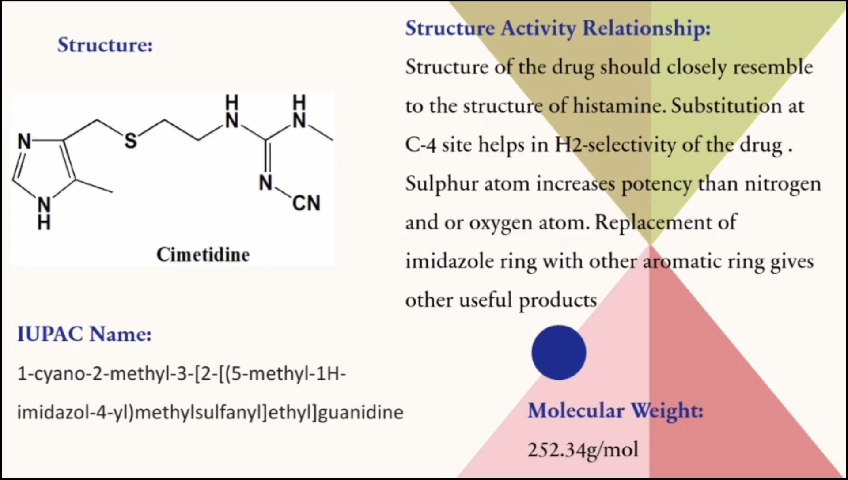 Structure:
N
N
H
S
H
N
H
N
N
CN
Cimetidine
IUPAC Name:
1-cyano-2-methyl-3-[2-[(5-methyl-1H-
imidazol-4-yl)methylsulfanyl]ethyl]guanidine
Structure Activity Relationship:
Structure of the drug should closely resemble
to the structure of histamine. Substitution at
C-4 site helps in H2-selectivity of the drug .
Sulphur atom increases potency than nitrogen
and or oxygen atom. Replacement of
imidazole ring with other aromatic ring gives
other useful products
Molecular Weight:
252.34g/mol